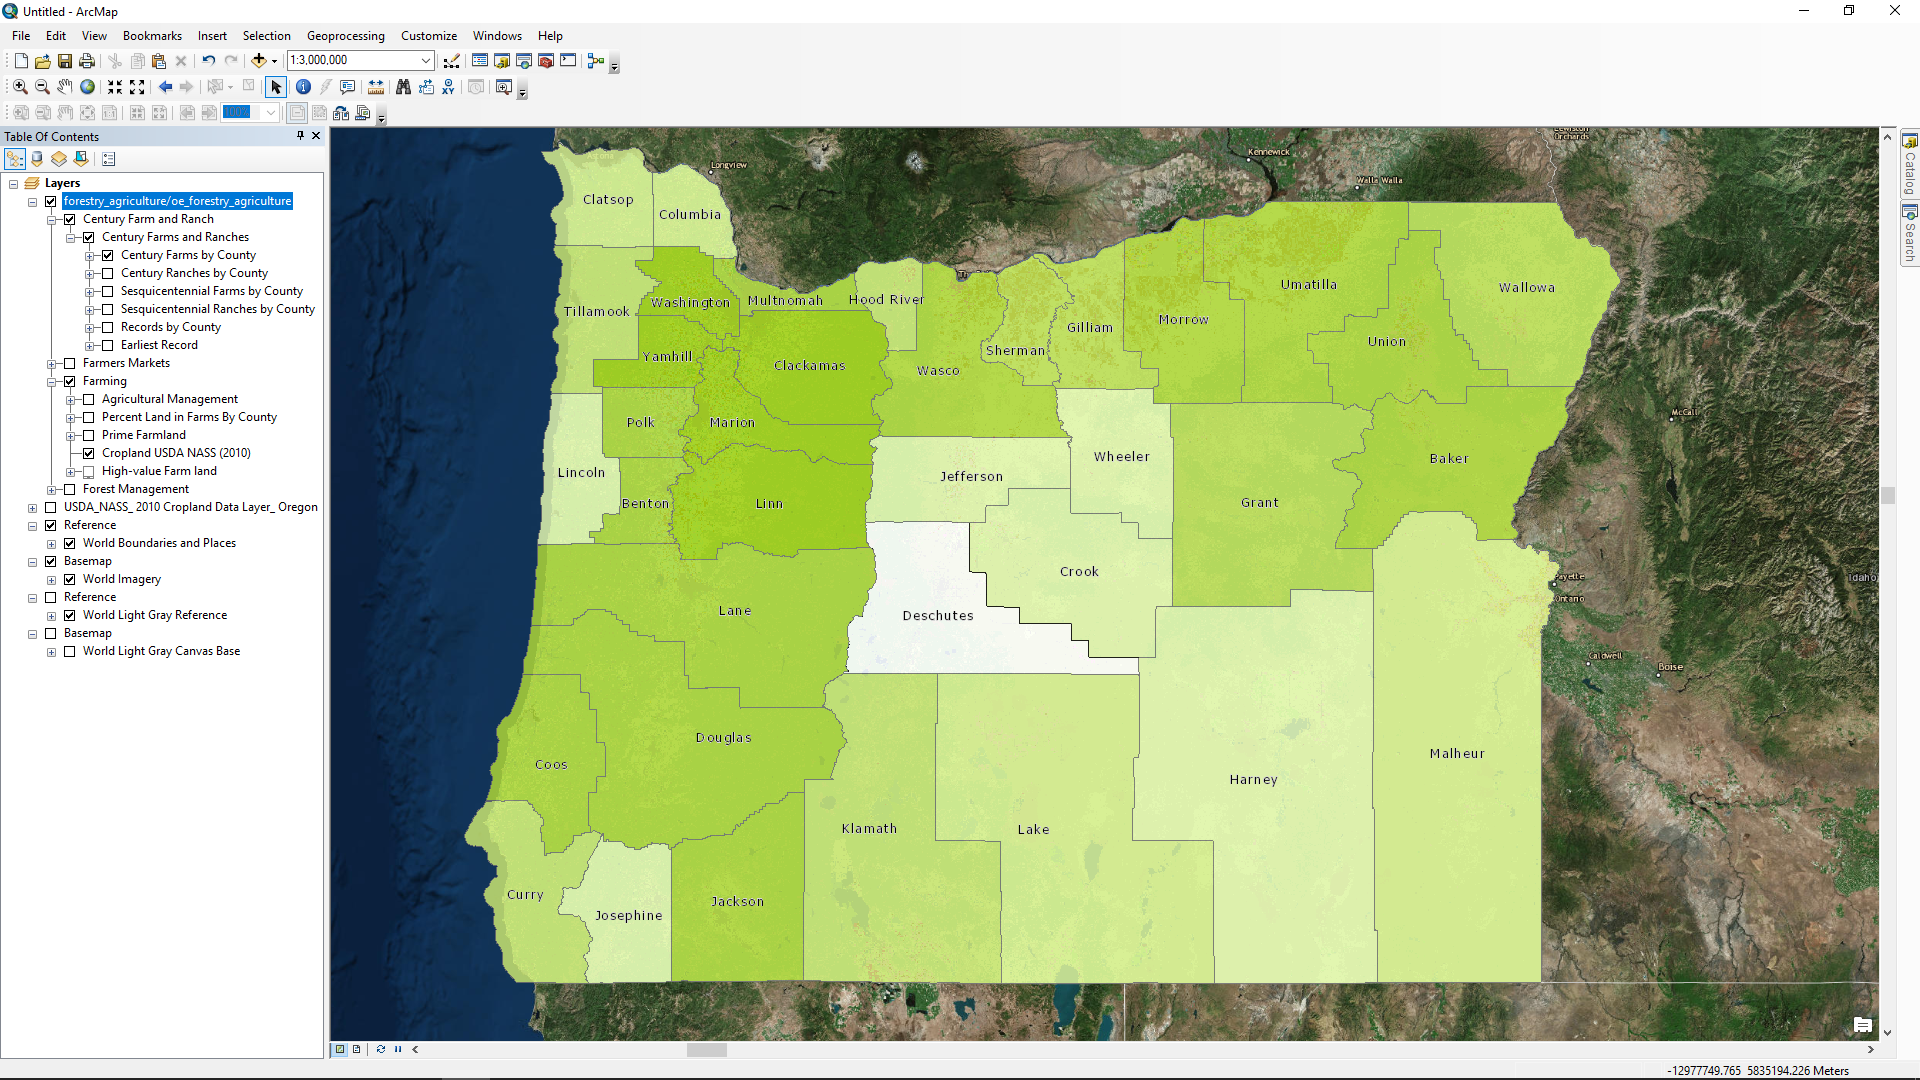 Untitled - ArcMap
File Edit View Bookmarks Insert Selection Geoprocessing Customize Windows Help
1:3,000,000
100%
Table Of Contents
Layers
forestry_agriculture/oe_forestry_agriculture
Century Farm and Ranch
Century Farms and Ranches
Century Farms by County
Century Ranches by County
Sesquicentennial Farms by County
Sesquicentennial Ranches by County
Records by County
Earliest Record
Farmers Markets
Farming
Agricultural Management
Percent Land in Farms By County
Prime Farmland
Cropland USDA NASS (2010)
High-value Farm land
Forest Management
USDA_NASS_ 2010 Cropland Data Layer_ Oregon
Reference
World Boundaries and Places
Basemap
World Imagery
Reference
World Light Gray Reference
Basemap
World Light Gray Canvas Base
Lewiston
Orchards
Kennewick
Longview
Walla Walla
Clatsop
Columbia
Umatilla
Wallowa
Washington
Multnomah
Hood River
Tillamook
Gilliam
Morrow
Union
Sherman
Yamhill
Clackamas
Wasco
McCall
Polk
Marion
Wheeler
Baker
Lincoln
Jefferson
Benton
Linn
Grant
Crook
Payette
Idaho
Ontario
Lane
Deschutes
Caldwell
Boise
Douglas
Malheur
Coos
Harney
Klamath
Lake
Curry
Jackson
Josephine
Catalog
Search
-12977749.765 5835194.226 Meters